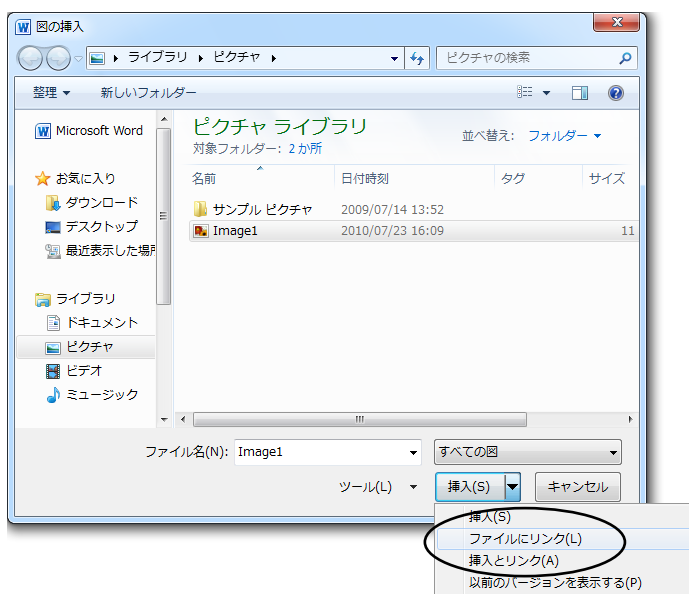 図の挿入
ライブラリ ピクチャ
ピクチャの検索
整理 新しいフォルダー
Microsoft Word
お気に入り
ダウンロード
デスクトップ
最近表示した場所
ライブラリ
ドキュメント
ピクチャ
ビデオ
ミュージック
ピクチャ ライブラリ
対象フォルダー: 2 か所
並べ替え: フォルダー
名前 日付時刻 タグ サイズ
サンプル ピクチャ 2009/07/14 13:52
Image1 2010/07/23 16:09 11
ファイル名(N): Image1 すべての図
ツール(L) 挿入(S) キャンセル
挿入(S)
ファイルにリンク(L)
挿入とリンク(A)
以前のバージョンを表示する(P)